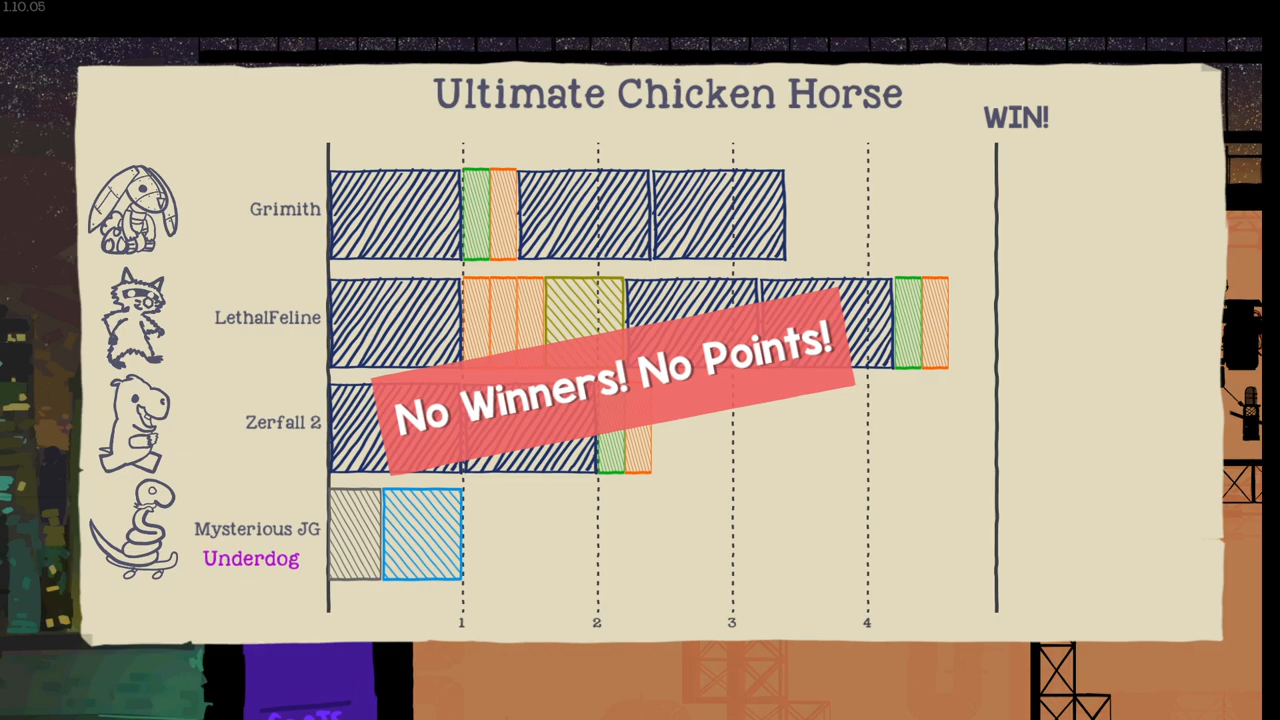 1.10.05
Ultimate Chicken Horse
WIN!
Grimith
LethalFeline
No Winners! No Points!
Zerfall 2
Mysterious JG
Underdog
1 2 3 4